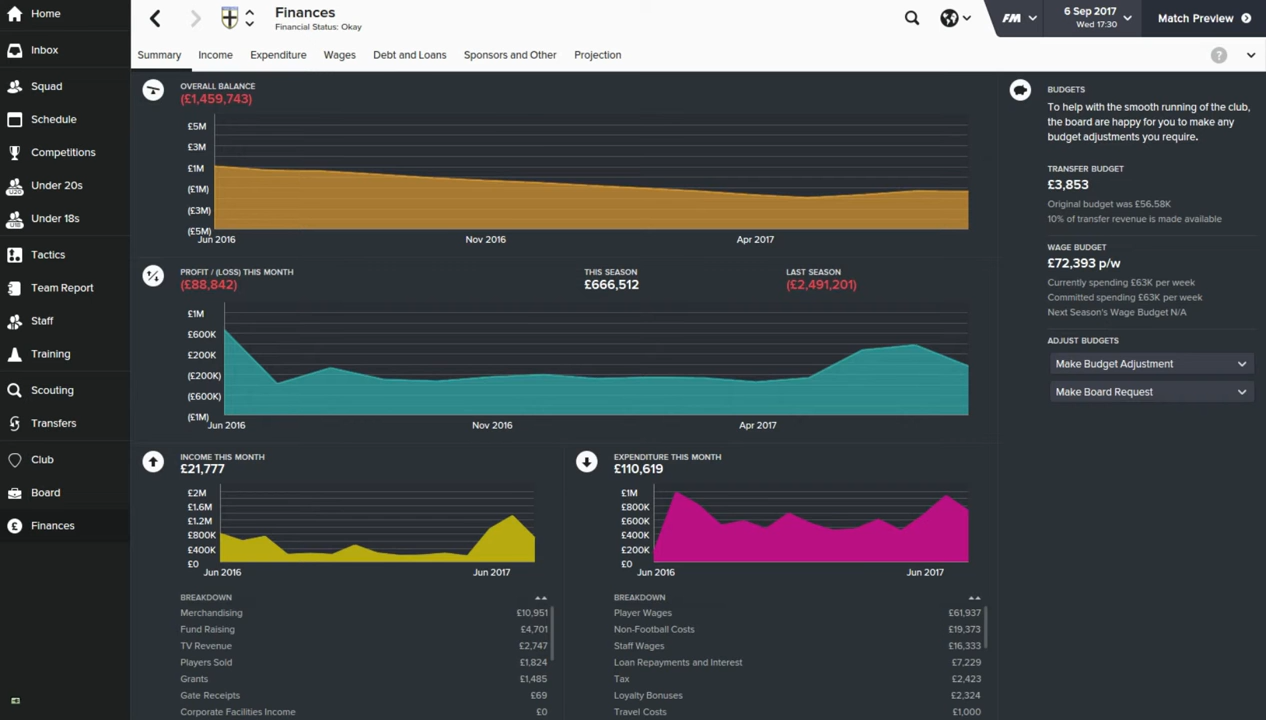 Home
Inbox
Squad
Schedule
Competitions
Under 20s
Under 18s
Tactics
Team Report
Staff
Training
Scouting
Transfers
Club
Board
Finances
Finances
Financial Status: Okay
FM
6 Sep 2017
Wed 17:30
Match Preview
Summary
Income
Expenditure
Wages
Debt and Loans
Sponsors and Other
Projection
?
OVERALL BALANCE
(£1,459,743)
£5M
£3M
£1M
(£1M)
(£3M)
(£5M)
Jun 2016
Nov 2016
Apr 2017
PROFIT / (LOSS) THIS MONTH
(£88,842)
THIS SEASON
£666,512
LAST SEASON
(£2,491,201)
£1M
£600K
£200K
(£200K)
(£600K)
(£1M)
Jun 2016
Nov 2016
Apr 2017
INCOME THIS MONTH
£21,777
£2M
£1.6M
£1.2M
£800K
£400K
£0
Jun 2016
Jun 2017
BREAKDOWN
Merchandising £10,951
Fund Raising £4,701
TV Revenue £2,747
Players Sold £1,824
Grants £1,485
Gate Receipts £69
Corporate Facilities Income £0
EXPENDITURE THIS MONTH
£110,619
£1M
£800K
£600K
£400K
£200K
£0
Jun 2016
Jun 2017
BREAKDOWN
Player Wages £61,937
Non-Football Costs £19,373
Staff Wages £16,333
Loan Repayments and Interest £7,229
Tax £2,423
Loyalty Bonuses £2,324
Travel Costs £1,000
BUDGETS
To help with the smooth running of the club,
the board are happy for you to make any
budget adjustments you require.
TRANSFER BUDGET
£3,853
Original budget was £56.58K
10% of transfer revenue is made available
WAGE BUDGET
£72,393 p/w
Currently spending £63K per week
Committed spending £63K per week
Next Season's Wage Budget N/A
ADJUST BUDGETS
Make Budget Adjustment
Make Board Request